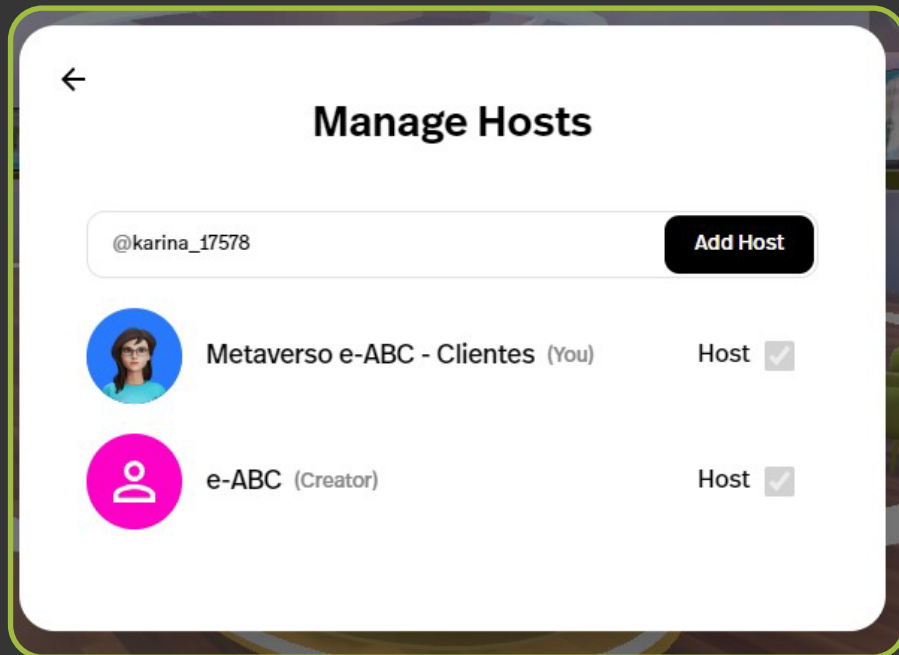 Manage Hosts
@karina_17578
Add Host
Metaverso e-ABC - Clientes (You)
Host
e-ABC (Creator)
Host